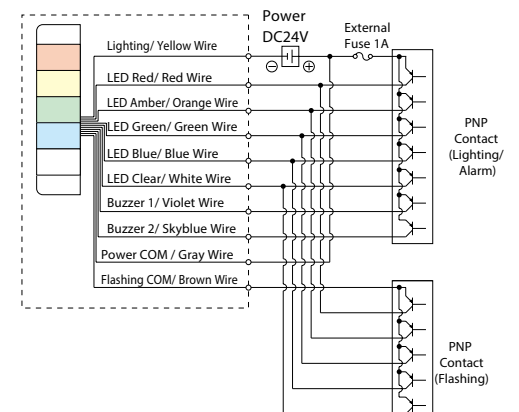 Power
DC24V
External
Fuse 1A
Lighting/ Yellow Wire
⊖ ⊕
LED Red/ Red Wire
LED Amber/ Orange Wire
LED Green/ Green Wire
LED Blue/ Blue Wire
LED Clear/ White Wire
Buzzer 1/ Violet Wire
Buzzer 2/ Skyblue Wire
Power COM / Gray Wire
Flashing COM/ Brown Wire
PNP
Contact
(Lighting/
Alarm)
PNP
Contact
(Flashing)